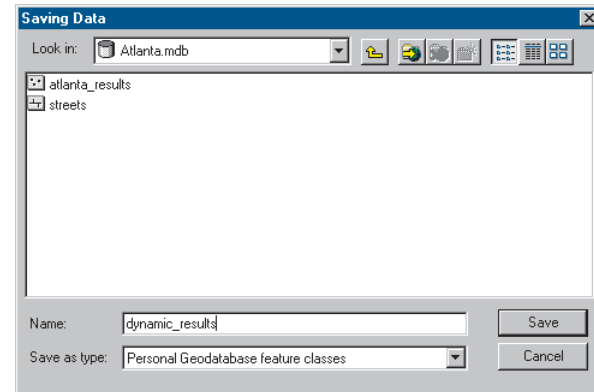 Saving Data
Look in: Atlanta.mdb
atlanta_results
streets
Name: dynamic_results
Save
Save as type: Personal Geodatabase feature classes
Cancel